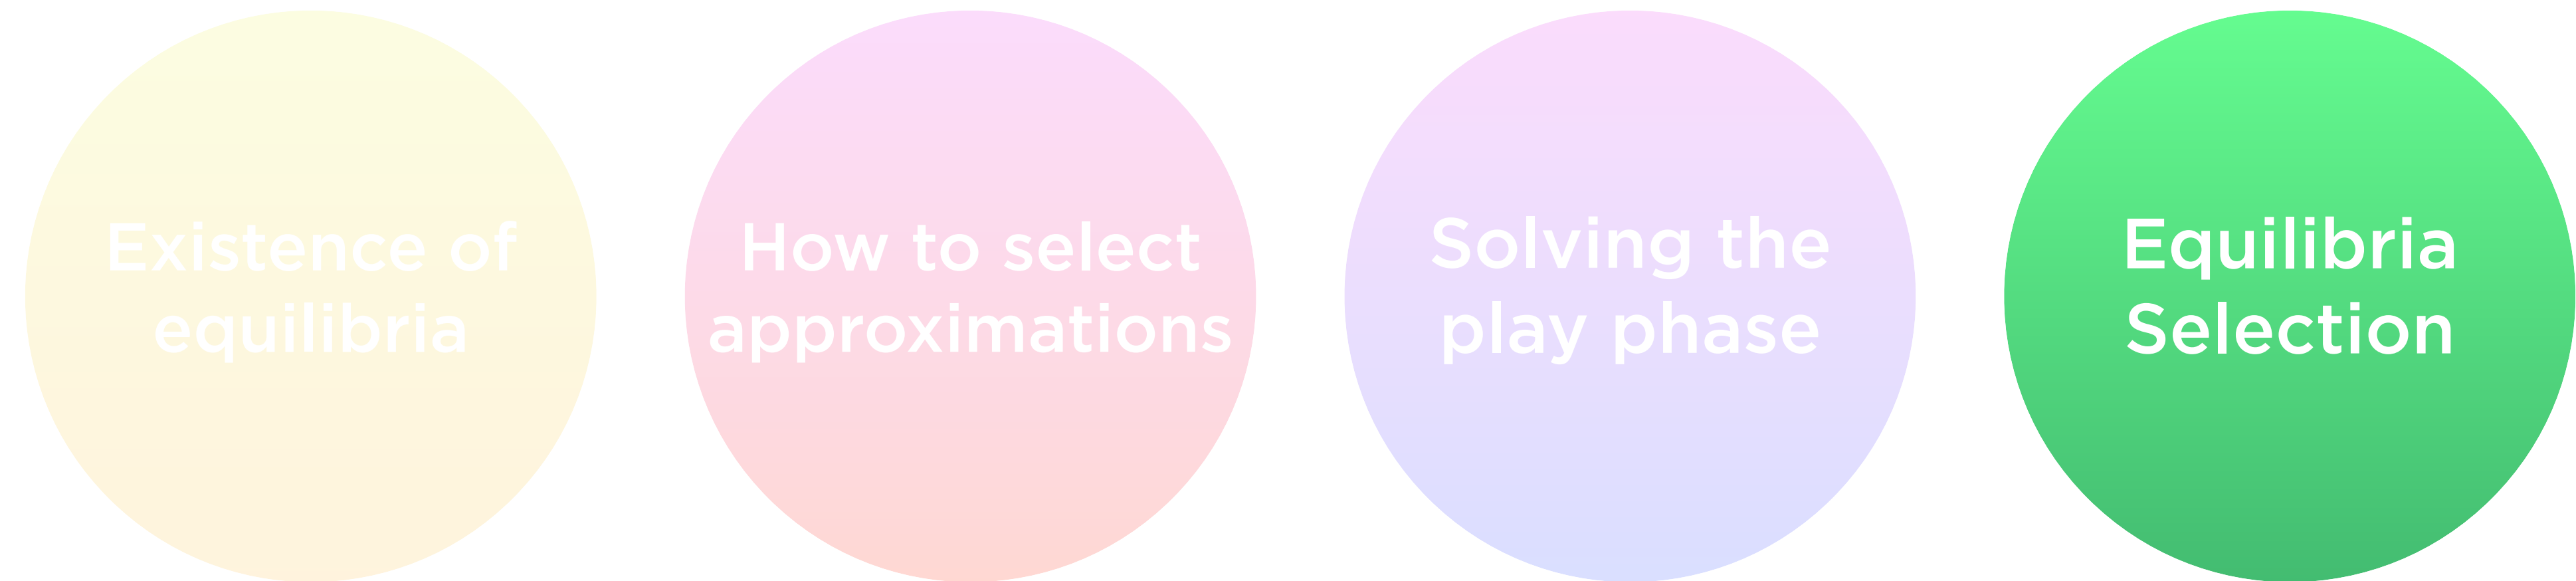 Existence of
equilibria
How to select
approximations
Solving the
play phase
Equilibria
Selection